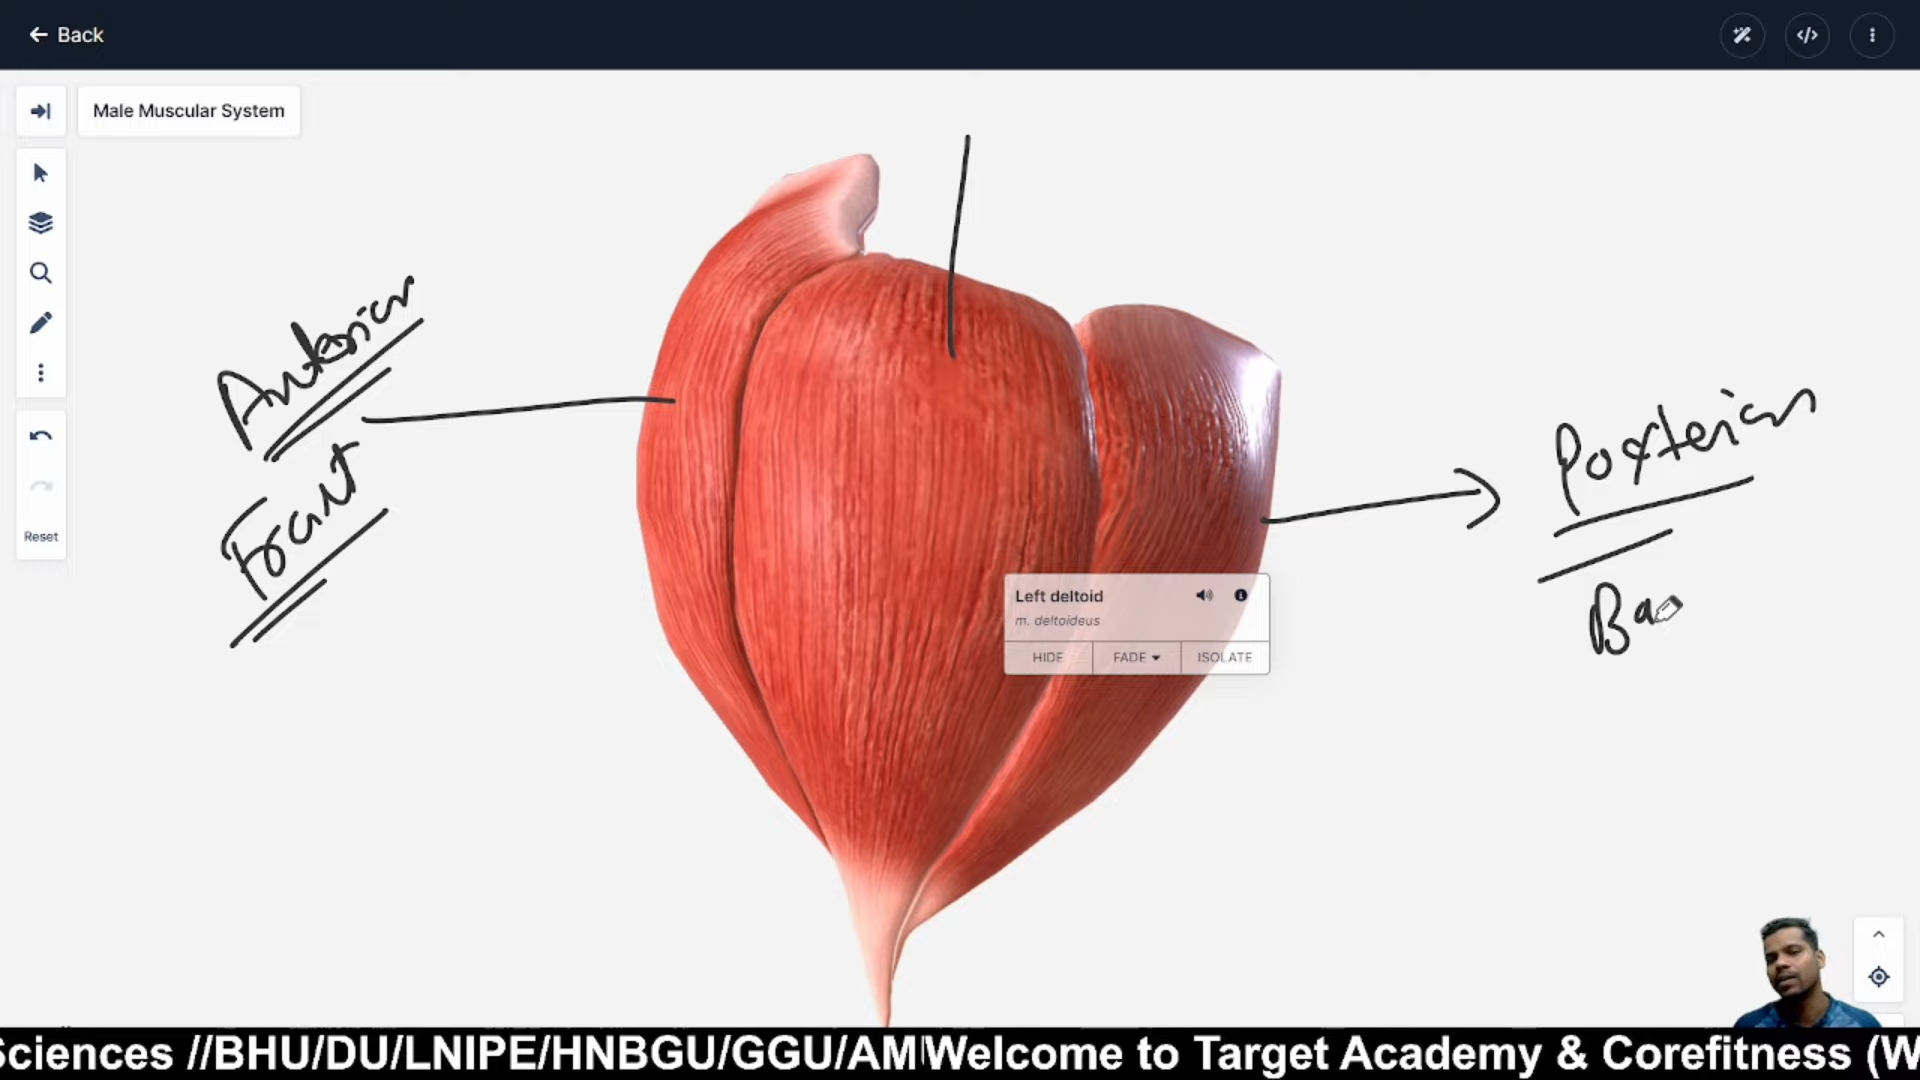 Back
Male Muscular System
Anterior
Front
Posterior
Ba
Left deltoid
m. deltoideus
HIDE
FADE
ISOLATE
Reset
Sciences //BHU/DU/LNIPE/HNBGU/GGU/AM
Welcome to Target Academy & Corefitness (W